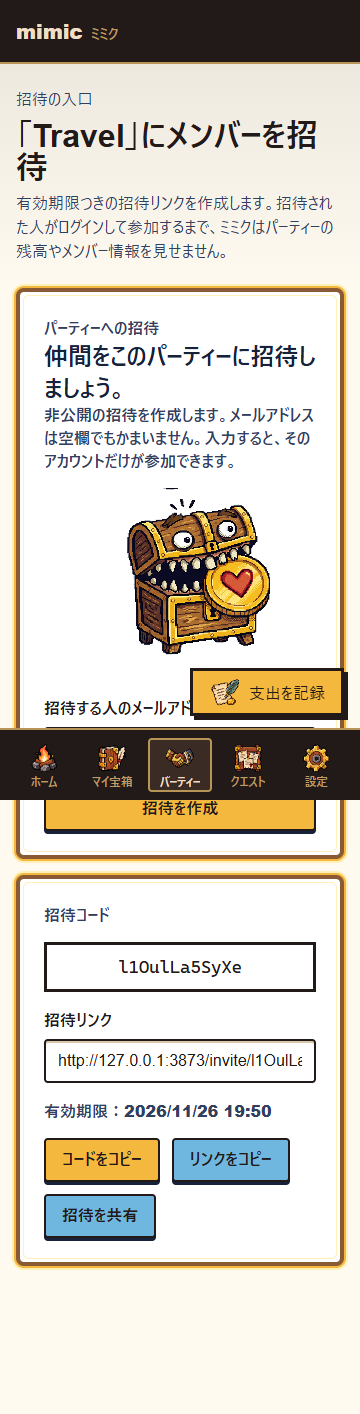 mimic ミミク
招待の入口
「Travel」にメンバーを招
待
有効期限つきの招待リンクを作成します。招待され
た人がログインして参加するまで、ミミクはパーティーの
残高やメンバー情報を見せません。
パーティーへの招待
仲間をこのパーティーに招待し
ましょう。
非公開の招待を作成します。メールアドレス
は空欄でもかまいません。入力すると、その
アカウントだけが参加できます。
支出を記録
招待する人のメールアド
ホーム
マイ宝箱
パーティー
クエスト
設定
招待を作成
招待コード
l1OulLa5SyXe
招待リンク
http://127.0.0.1:3873/invite/l1OulLa
有効期限：2026/11/26 19:50
コードをコピー
リンクをコピー
招待を共有